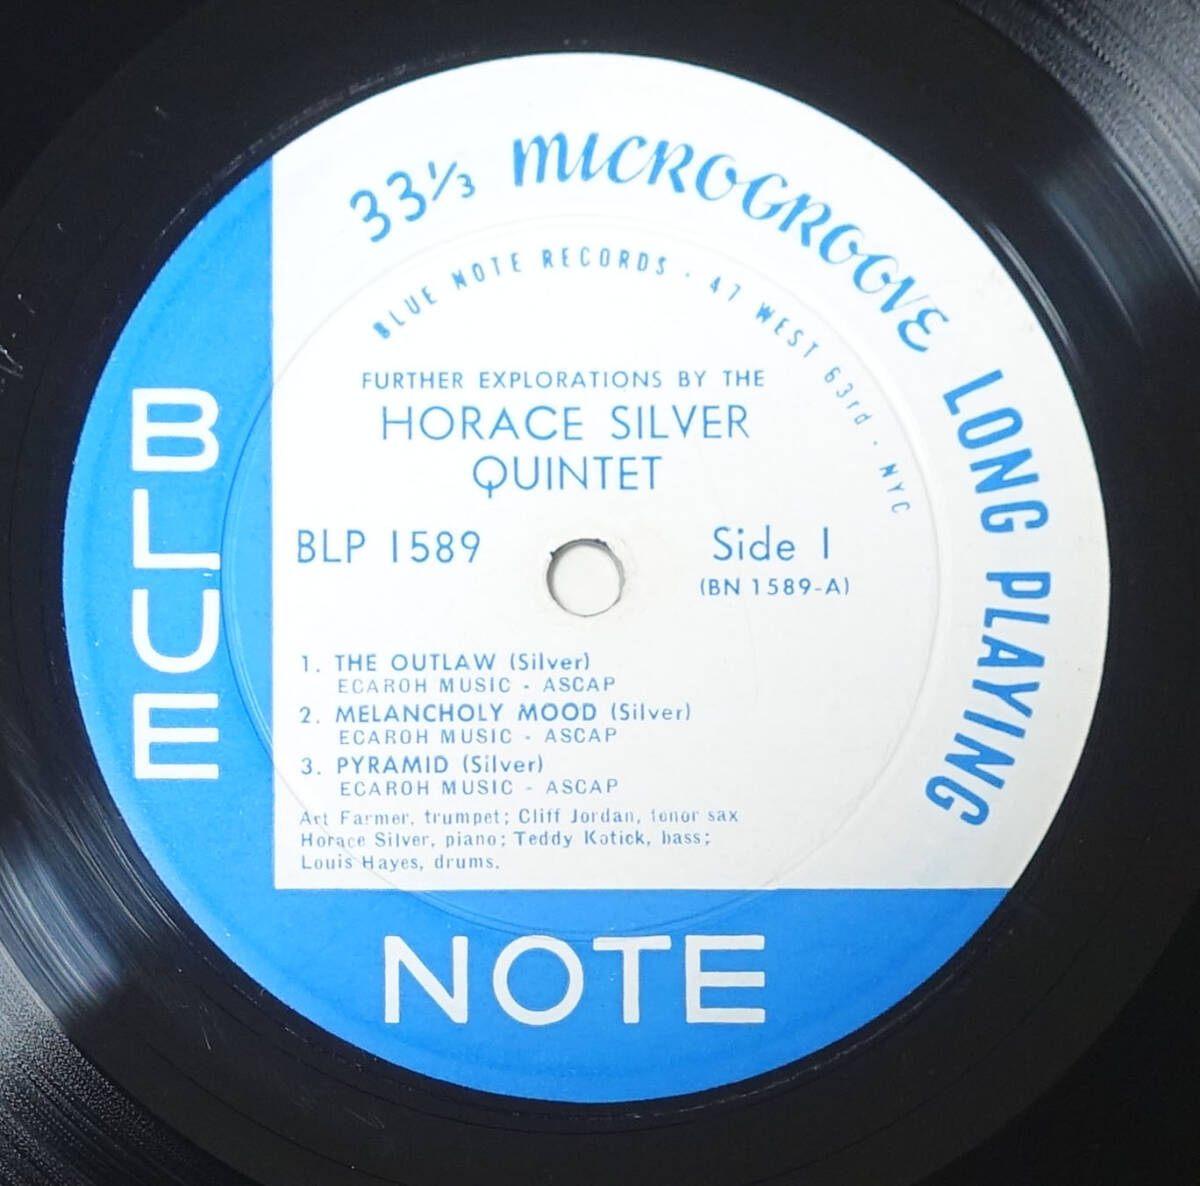 33⅓ MICROGROOVE LONG PLAYING
BLUE NOTE RECORDS · 47 WEST 63rd · NYC
FURTHER EXPLORATIONS BY THE
HORACE SILVER
QUINTET
BLP 1589
Side 1
(BN 1589-A)
1. THE OUTLAW (Silver)
ECAROH MUSIC - ASCAP
2. MELANCHOLY MOOD (Silver)
ECAROH MUSIC - ASCAP
3. PYRAMID (Silver)
ECAROH MUSIC - ASCAP
Art Farmer, trumpet; Cliff Jordan, tenor sax
Horace Silver, piano; Teddy Kotick, bass;
Louis Hayes, drums.
BLUE
NOTE